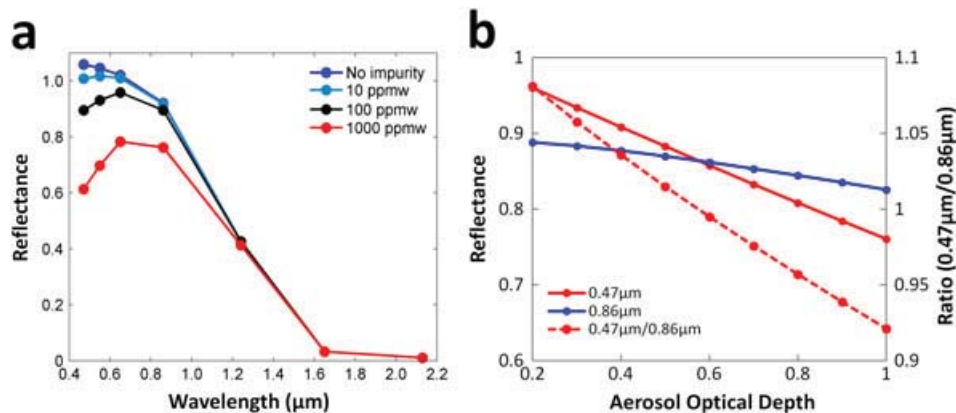 a
Reflectance
1.0
0.8
0.6
0.4
0.2
0
0.4 0.6 0.8 1.0 1.2 1.4 1.6 1.8 2.0 2.2
Wavelength (μm)
No impurity
10 ppmw
100 ppmw
1000 ppmw
b
Reflectance
1
0.9
0.8
0.7
0.6
0.2 0.4 0.6 0.8 1
Aerosol Optical Depth
0.47μm
0.86μm
0.47μm/0.86μm
1.1
1.05
1
0.95
0.9
Ratio (0.47μm/0.86μm)